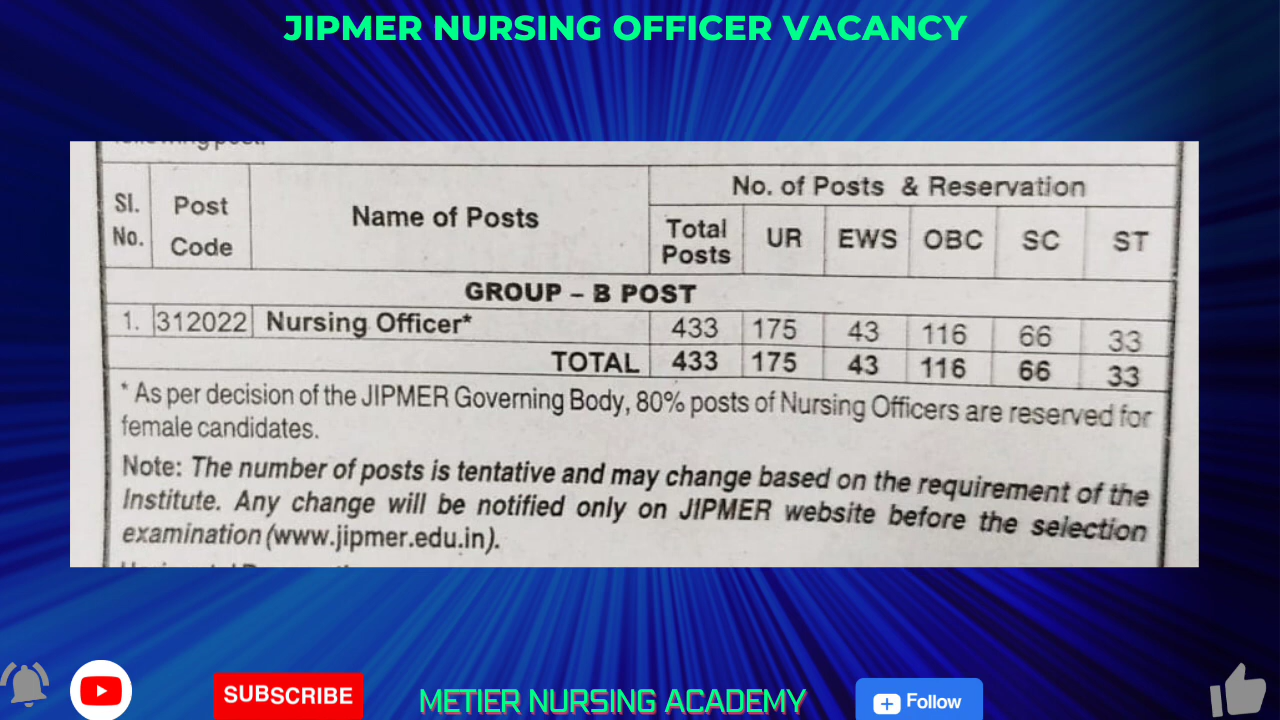 JIPMER NURSING OFFICER VACANCY
Sl. No.
Post Code
Name of Posts
No. of Posts & Reservation
Total Posts
UR
EWS
OBC
SC
ST
GROUP – B POST
1. 312022 Nursing Officer* 433 175 43 116 66 33
TOTAL 433 175 43 116 66 33
* As per decision of the JIPMER Governing Body, 80% posts of Nursing Officers are reserved for
female candidates.
Note: The number of posts is tentative and may change based on the requirement of the
Institute. Any change will be notified only on JIPMER website before the selection
examination (www.jipmer.edu.in).
SUBSCRIBE
METIER NURSING ACADEMY
Follow